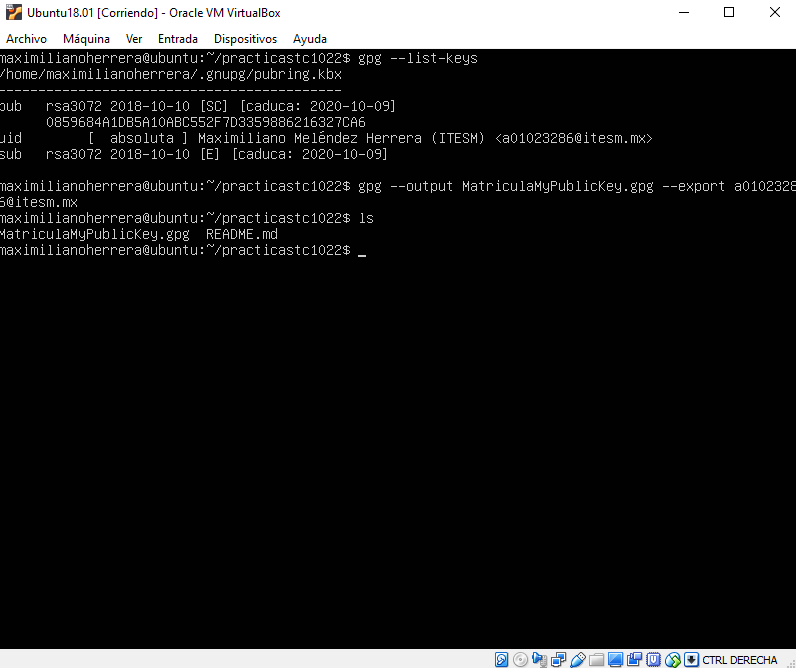 Ubuntu18.01 [Corriendo] - Oracle VM VirtualBox
Archivo Máquina Ver Entrada Dispositivos Ayuda
maximilianoherrera@ubuntu:~/practicastc1022$ gpg --list-keys
/home/maximilianoherrera/.gnupg/pubring.kbx
-------------------------------------------
pub rsa3072 2018-10-10 [SC] [caduca: 2020-10-09]
0859684A1DB5A10ABC552F7D3359886216327CA6
uid [ absoluta ] Maximiliano Meléndez Herrera (ITESM) <a01023286@itesm.mx>
sub rsa3072 2018-10-10 [E] [caduca: 2020-10-09]
maximilianoherrera@ubuntu:~/practicastc1022$ gpg --output MatriculaMyPublicKey.gpg --export a0102328
6@itesm.mx
maximilianoherrera@ubuntu:~/practicastc1022$ ls
MatriculaMyPublicKey.gpg README.md
maximilianoherrera@ubuntu:~/practicastc1022$ _
CTRL DERECHA